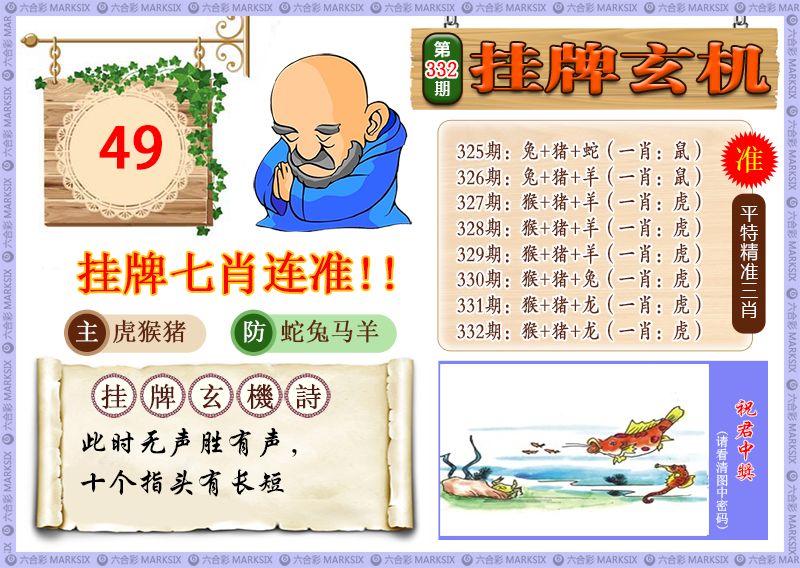 六合彩 MARKSIX
49
第332期
挂牌玄机
325期：兔+猪+蛇（一肖：鼠）
326期：兔+猪+羊（一肖：鼠）
327期：猴+猪+羊（一肖：虎）
328期：猴+猪+羊（一肖：虎）
329期：猴+猪+羊（一肖：虎）
330期：猴+猪+兔（一肖：虎）
331期：猴+猪+龙（一肖：虎）
332期：猴+猪+龙（一肖：虎）
准
平特精准三肖
挂牌七肖连准!!
主 虎猴猪
防 蛇兔马羊
挂牌玄機詩
此时无声胜有声，
十个指头有长短
祝君中奖
(请看清图中密码)